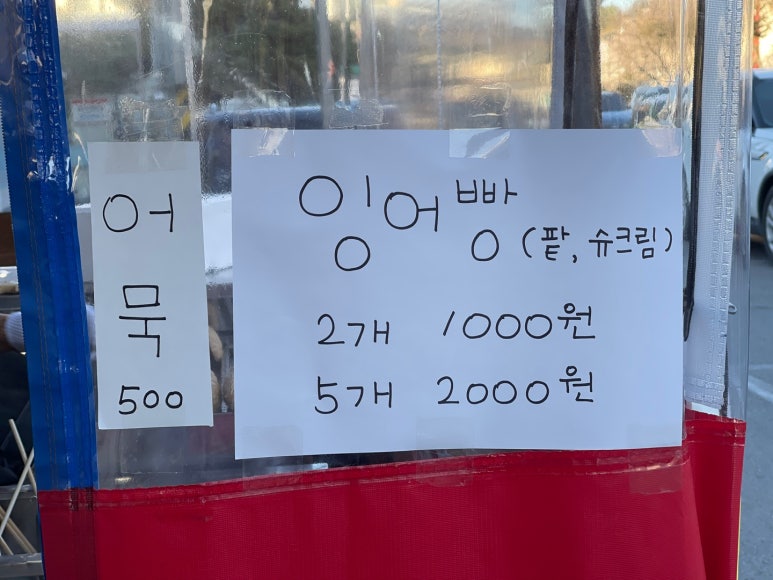 어
묵
500
잉어빵 (팥, 슈크림)
2개 1000원
5개 2000원